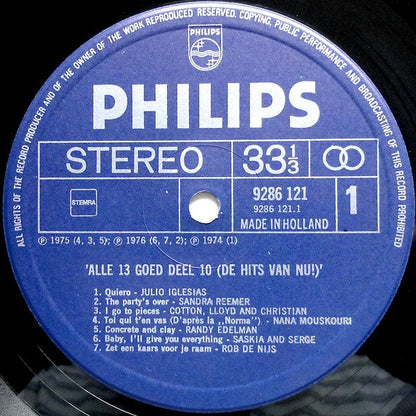 ALL RIGHTS OF THE RECORD PRODUCER AND OF THE OWNER OF THE WORK REPRODUCED RESERVED. COPYING, PUBLIC PERFORMANCE AND BROADCASTING OF THIS RECORD PROHIBITED
PHILIPS
PHILIPS
STEREO 33 1/3
STEMRA
9286 121
9286 121.1
MADE IN HOLLAND
1
Ⓟ 1975 (4, 3, 5); Ⓟ 1976 (6, 7, 2); Ⓟ 1974 (1)
'ALLE 13 GOED DEEL 10 (DE HITS VAN NU!)'
1. Quiero - JULIO IGLESIAS
2. The party's over - SANDRA REEMER
3. I go to pieces - COTTON, LLOYD AND CHRISTIAN
4. Toi qui t'en vas (D'après la ,,Norma") - NANA MOUSKOURI
5. Concrete and clay - RANDY EDELMAN
6. Baby, I'll give you everything - SASKIA AND SERGE
7. Zet een kaars voor je raam - ROB DE NIJS